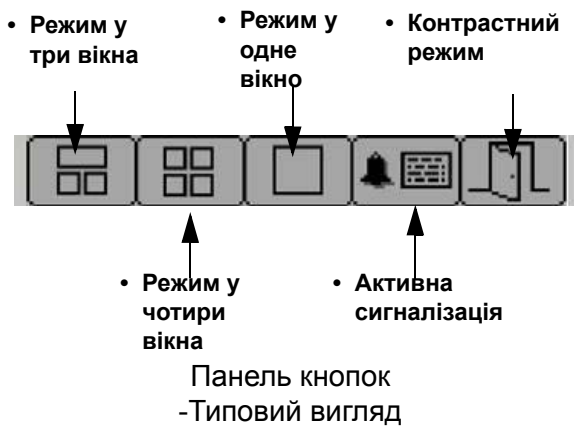 • Режим у
три вікна
• Режим у
одне
вікно
• Контрастний
режим
• Режим у
чотири
вікна
• Активна
сигналізація
Панель кнопок
-Типовий вигляд